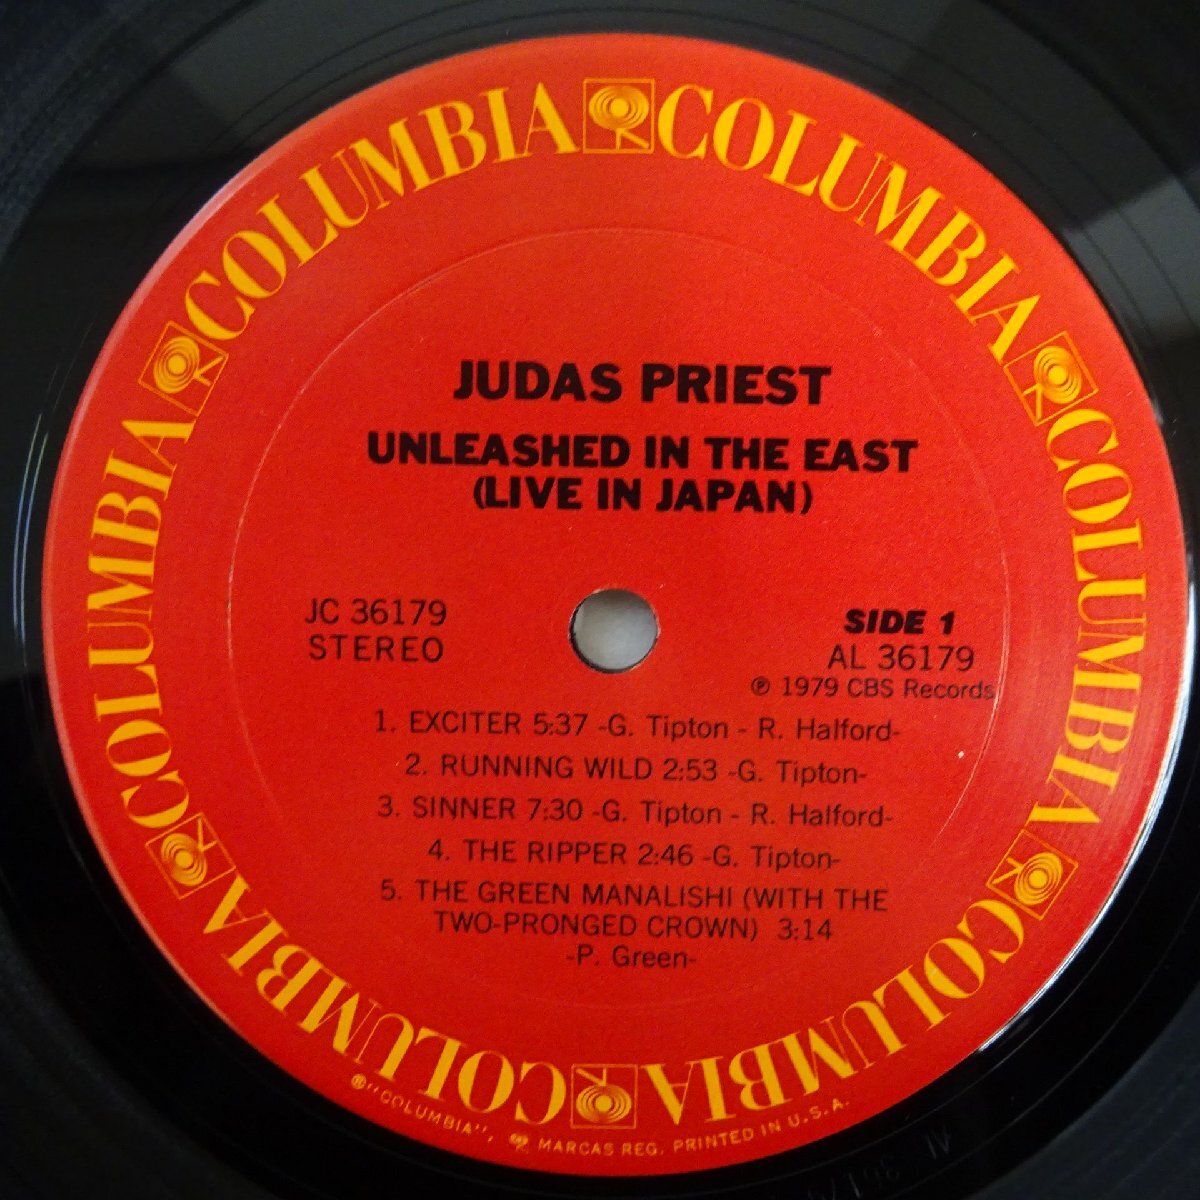 COLUMBIA COLUMBIA COLUMBIA COLUMBIA COLUMBIA COLUMBIA
JUDAS PRIEST
UNLEASHED IN THE EAST
(LIVE IN JAPAN)
JC 36179
STEREO
SIDE 1
AL 36179
℗ 1979 CBS Records
1. EXCITER 5:37 -G. Tipton - R. Halford-
2. RUNNING WILD 2:53 -G. Tipton-
3. SINNER 7:30 -G. Tipton - R. Halford-
4. THE RIPPER 2:46 -G. Tipton-
5. THE GREEN MANALISHI (WITH THE
TWO-PRONGED CROWN) 3:14
-P. Green-
®"COLUMBIA", MARCAS REG. PRINTED IN U.S.A.